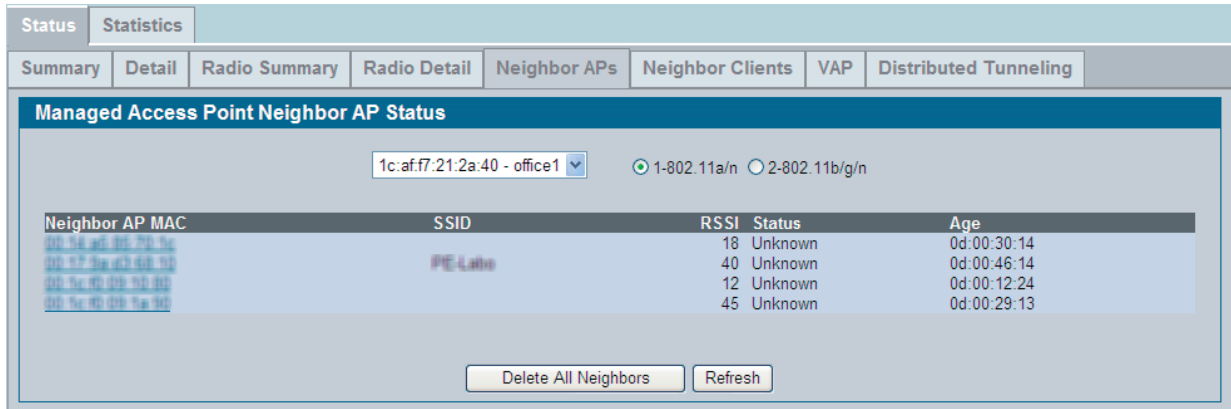 Status Statistics
Summary Detail Radio Summary Radio Detail Neighbor APs Neighbor Clients VAP Distributed Tunneling
Managed Access Point Neighbor AP Status
1c:af:f7:21:2a:40 - office1 1-802.11a/n 2-802.11b/g/n
Neighbor AP MAC SSID RSSI Status Age
18 Unknown 0d:00:30:14
40 Unknown 0d:00:46:14
12 Unknown 0d:00:12:24
45 Unknown 0d:00:29:13
Delete All Neighbors Refresh